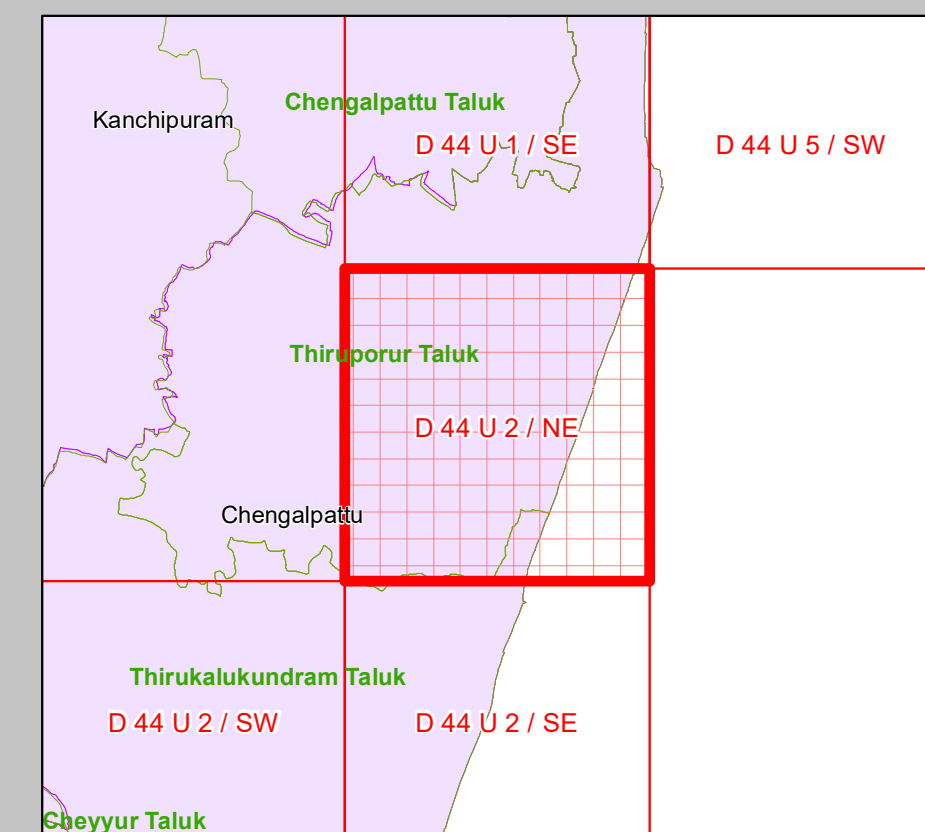 Chengalpattu Taluk
Kanchipuram
D 44 U 1 / SE
D 44 U 5 / SW
Thiruporur Taluk
D 44 U 2 / NE
Chengalpattu
Thirukalukundram Taluk
D 44 U 2 / SW
D 44 U 2 / SE
Cheyyur Taluk